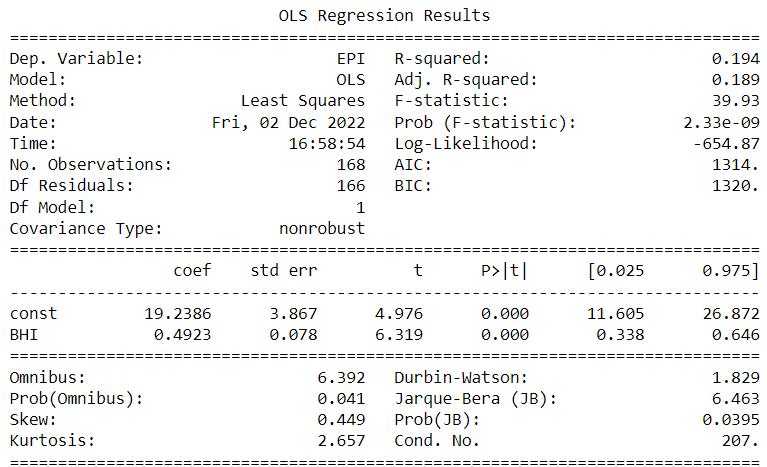 OLS Regression Results
==============================================================================
Dep. Variable: EPI R-squared: 0.194
Model: OLS Adj. R-squared: 0.189
Method: Least Squares F-statistic: 39.93
Date: Fri, 02 Dec 2022 Prob (F-statistic): 2.33e-09
Time: 16:58:54 Log-Likelihood: -654.87
No. Observations: 168 AIC: 1314.
Df Residuals: 166 BIC: 1320.
Df Model: 1
Covariance Type: nonrobust
==============================================================================
coef std err t P>|t| [0.025 0.975]
------------------------------------------------------------------------------
const 19.2386 3.867 4.976 0.000 11.605 26.872
BHI 0.4923 0.078 6.319 0.000 0.338 0.646
==============================================================================
Omnibus: 6.392 Durbin-Watson: 1.829
Prob(Omnibus): 0.041 Jarque-Bera (JB): 6.463
Skew: 0.449 Prob(JB): 0.0395
Kurtosis: 2.657 Cond. No. 207.
==============================================================================